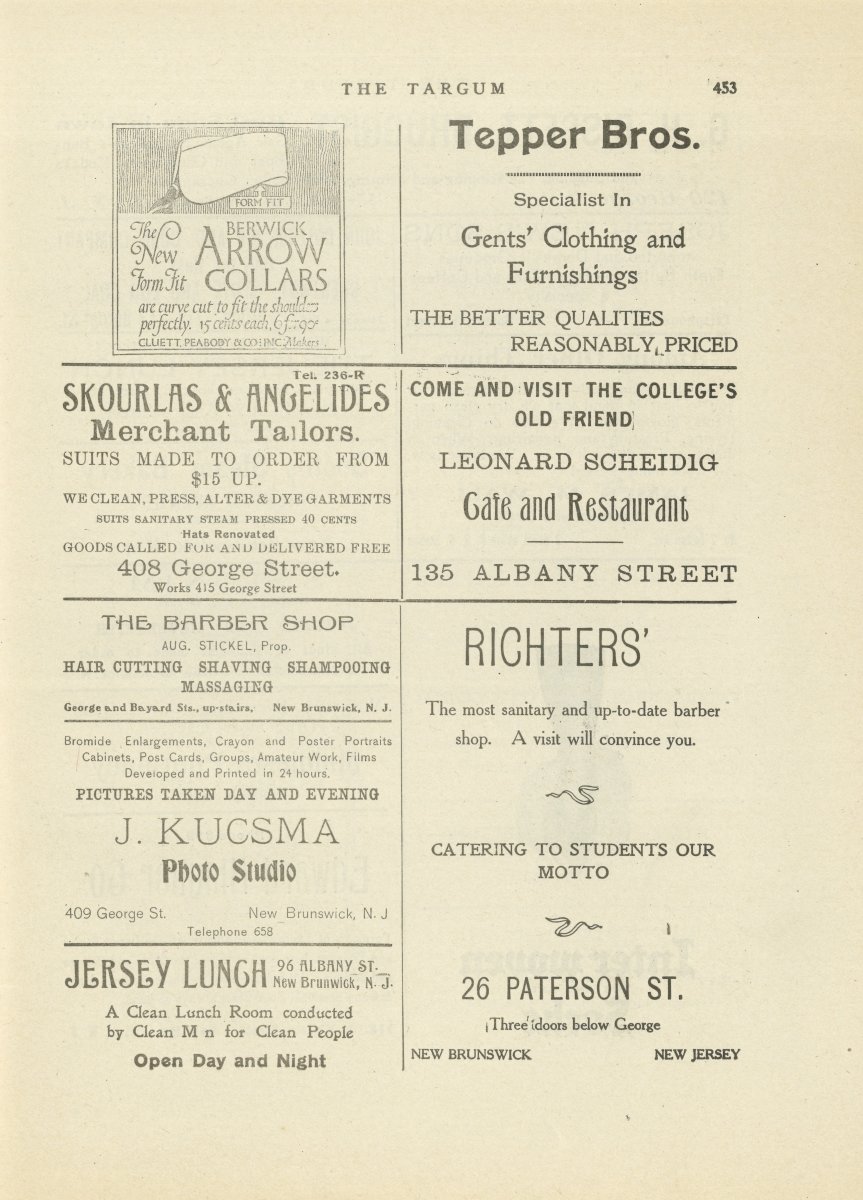 THE TARGUM 453
FORM FIT
The New Form Fit
BERWICK
ARROW
COLLARS
are curve cut to fit the shoulders
perfectly. 15 cents each, 6 for 90¢
CLUETT, PEABODY & CO: INC. Makers
Tepper Bros.
Specialist In
Gents' Clothing and
Furnishings
THE BETTER QUALITIES
REASONABLY PRICED
Tel. 236-R
SKOURLAS & ANGELIDES
Merchant Tailors.
SUITS MADE TO ORDER FROM
$15 UP.
WE CLEAN, PRESS, ALTER & DYE GARMENTS
SUITS SANITARY STEAM PRESSED 40 CENTS
Hats Renovated
GOODS CALLED FOR AND DELIVERED FREE
408 George Street.
Works 415 George Street
COME AND VISIT THE COLLEGE'S
OLD FRIEND
LEONARD SCHEIDIG
Cafe and Restaurant
135 ALBANY STREET
THE BARBER SHOP
AUG. STICKEL, Prop.
HAIR CUTTING SHAVING SHAMPOOING
MASSAGING
George and Bayard Sts., up-stairs, New Brunswick, N. J.
Bromide Enlargements, Crayon and Poster Portraits
Cabinets, Post Cards, Groups, Amateur Work, Films
Developed and Printed in 24 hours.
PICTURES TAKEN DAY AND EVENING
J. KUCSMA
Photo Studio
409 George St. New Brunswick, N. J
Telephone 658
JERSEY LUNCH 96 ALBANY ST.
New Brunwick, N. J.
A Clean Lunch Room conducted
by Clean M n for Clean People
Open Day and Night
RICHTERS'
The most sanitary and up-to-date barber
shop. A visit will convince you.
CATERING TO STUDENTS OUR
MOTTO
26 PATERSON ST.
Three doors below George
NEW BRUNSWICK NEW JERSEY